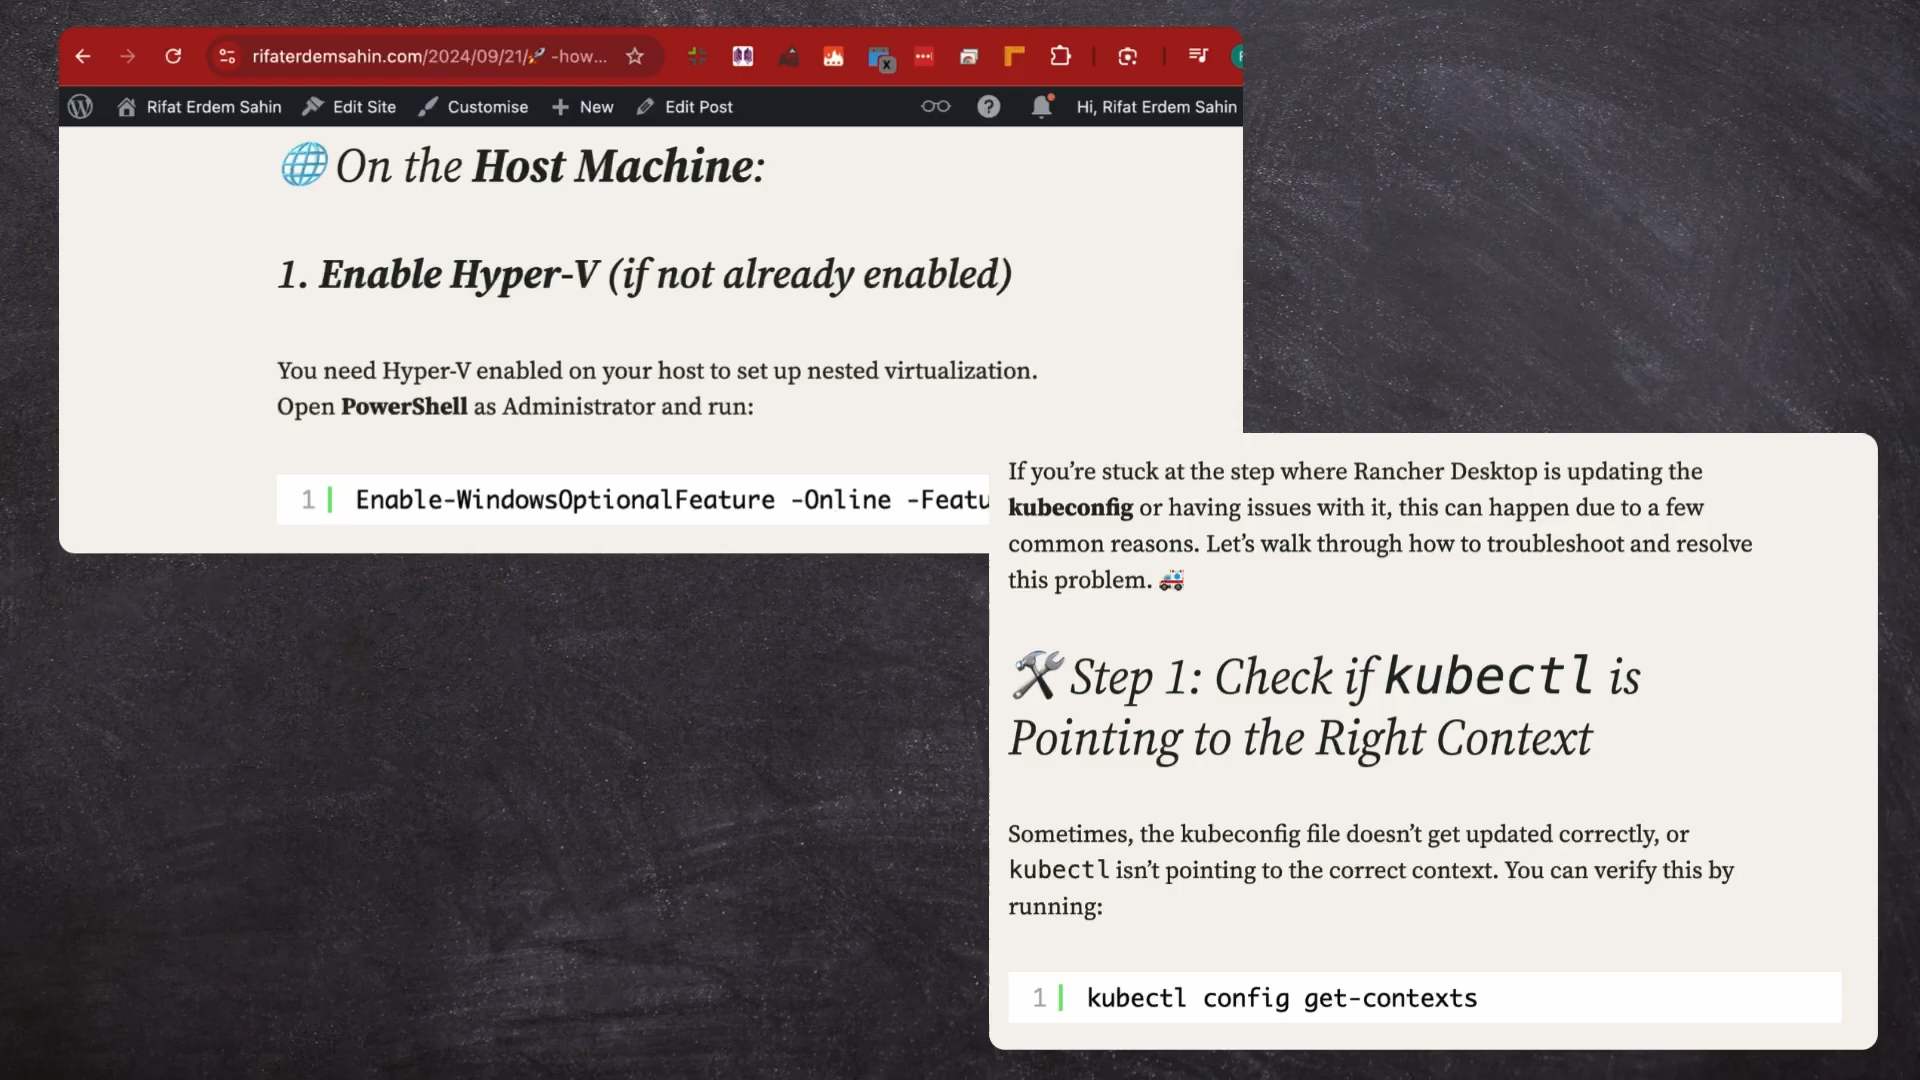 rifaterdemsahin.com/2024/09/21/🚀-how...
Rifat Erdem Sahin Edit Site Customise New Edit Post Hi, Rifat Erdem Sahin
🌐 On the Host Machine:
1. Enable Hyper-V (if not already enabled)
You need Hyper-V enabled on your host to set up nested virtualization.
Open PowerShell as Administrator and run:
1 Enable-WindowsOptionalFeature -Online -Featu
If you’re stuck at the step where Rancher Desktop is updating the
kubeconfig or having issues with it, this can happen due to a few
common reasons. Let’s walk through how to troubleshoot and resolve
this problem. 🚑
🛠 Step 1: Check if kubectl is
Pointing to the Right Context
Sometimes, the kubeconfig file doesn’t get updated correctly, or
kubectl isn’t pointing to the correct context. You can verify this by
running:
1 kubectl config get-contexts